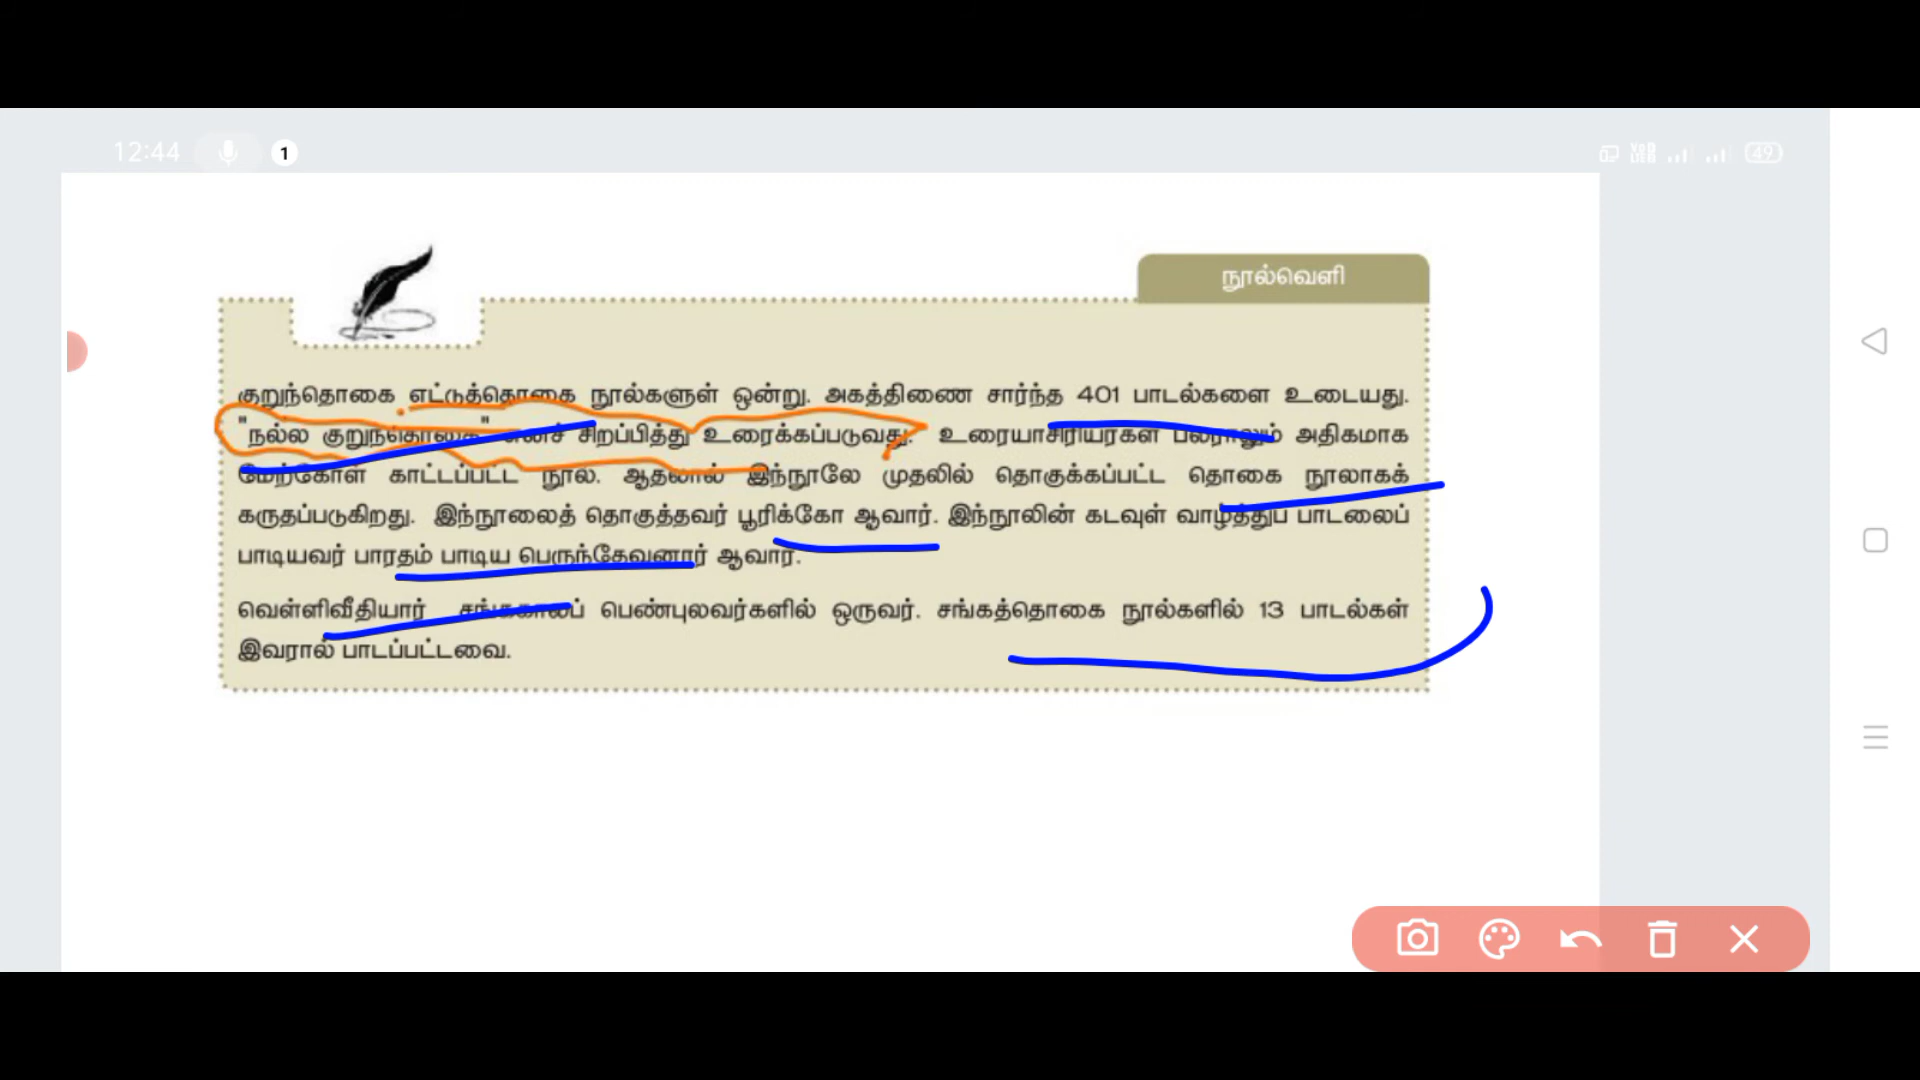 12:44 1 49
நூல்வெளி
குறுந்தொகை எட்டுத்தொகை நூல்களுள் ஒன்று. அகத்திணை சார்ந்த 401 பாடல்களை உடையது.
"நல்ல குறுந்தொகை" எனச் சிறப்பித்து உரைக்கப்படுவது. உரையாசிரியர்கள் பலராலும் அதிகமாக
மேற்கோள் காட்டப்பட்ட நூல். ஆதலால் இந்நூலே முதலில் தொகுக்கப்பட்ட தொகை நூலாகக்
கருதப்படுகிறது. இந்நூலைத் தொகுத்தவர் பூரிக்கோ ஆவார். இந்நூலின் கடவுள் வாழ்த்துப் பாடலைப்
பாடியவர் பாரதம் பாடிய பெருந்தேவனார் ஆவார்.
வெள்ளிவீதியார் சங்ககாலப் பெண்புலவர்களில் ஒருவர். சங்கத்தொகை நூல்களில் 13 பாடல்கள்
இவரால் பாடப்பட்டவை.